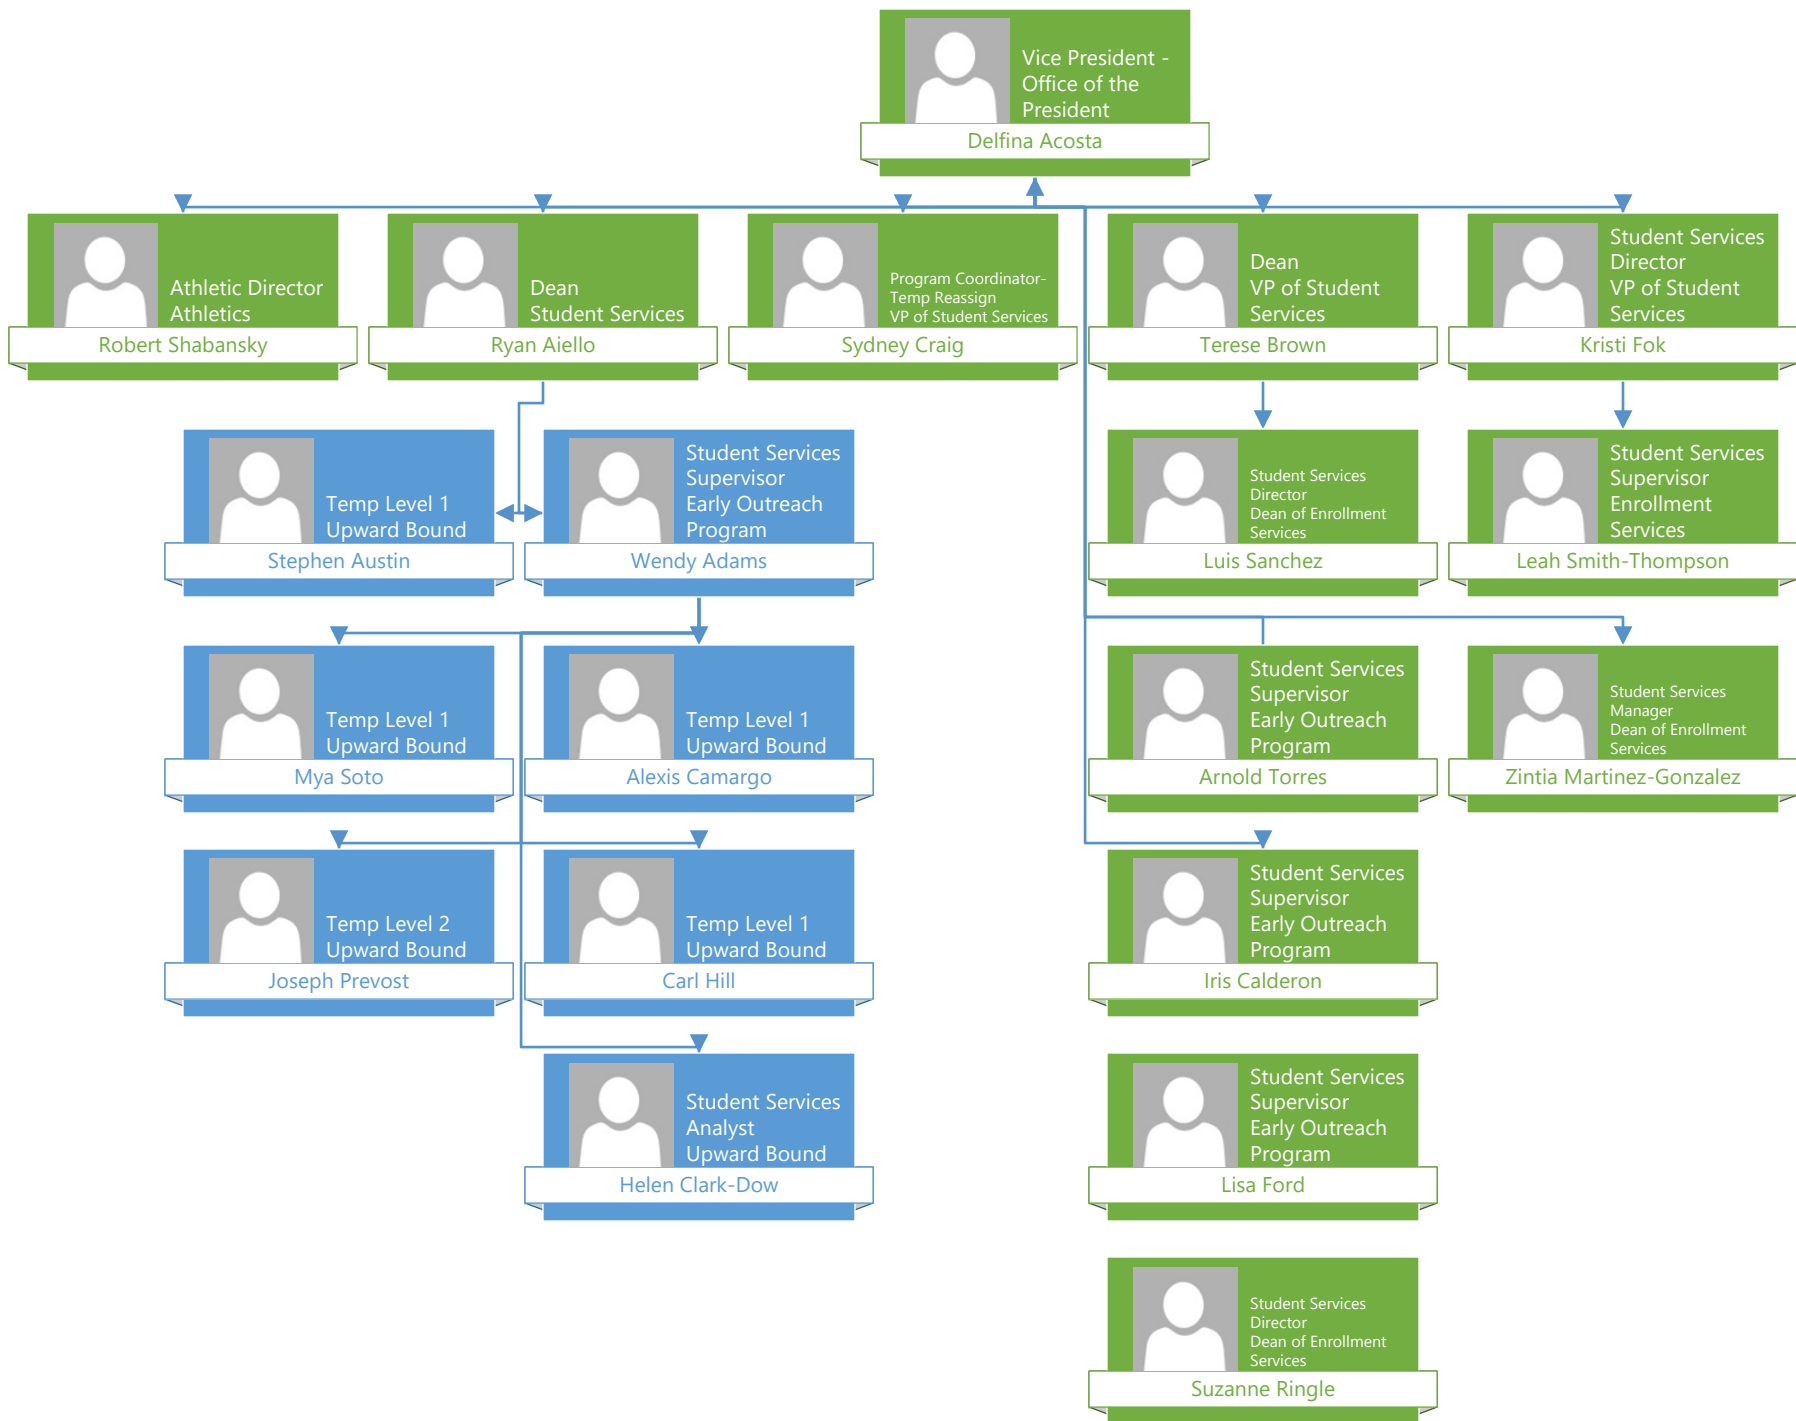 Vice President -
Office of the
President
Delfina Acosta
Athletic Director
Athletics
Robert Shabansky
Dean
Student Services
Ryan Aiello
Program Coordinator-
Temp Reassign
VP of Student Services
Sydney Craig
Dean
VP of Student
Services
Terese Brown
Student Services
Director
VP of Student
Services
Kristi Fok
Temp Level 1
Upward Bound
Stephen Austin
Student Services
Supervisor
Early Outreach
Program
Wendy Adams
Student Services
Director
Dean of Enrollment
Services
Luis Sanchez
Student Services
Supervisor
Enrollment
Services
Leah Smith-Thompson
Temp Level 1
Upward Bound
Mya Soto
Temp Level 1
Upward Bound
Alexis Camargo
Student Services
Supervisor
Early Outreach
Program
Arnold Torres
Student Services
Manager
Dean of Enrollment
Services
Zintia Martinez-Gonzalez
Temp Level 2
Upward Bound
Joseph Prevost
Temp Level 1
Upward Bound
Carl Hill
Student Services
Supervisor
Early Outreach
Program
Iris Calderon
Student Services
Analyst
Upward Bound
Helen Clark-Dow
Student Services
Supervisor
Early Outreach
Program
Lisa Ford
Student Services
Director
Dean of Enrollment
Services
Suzanne Ringle